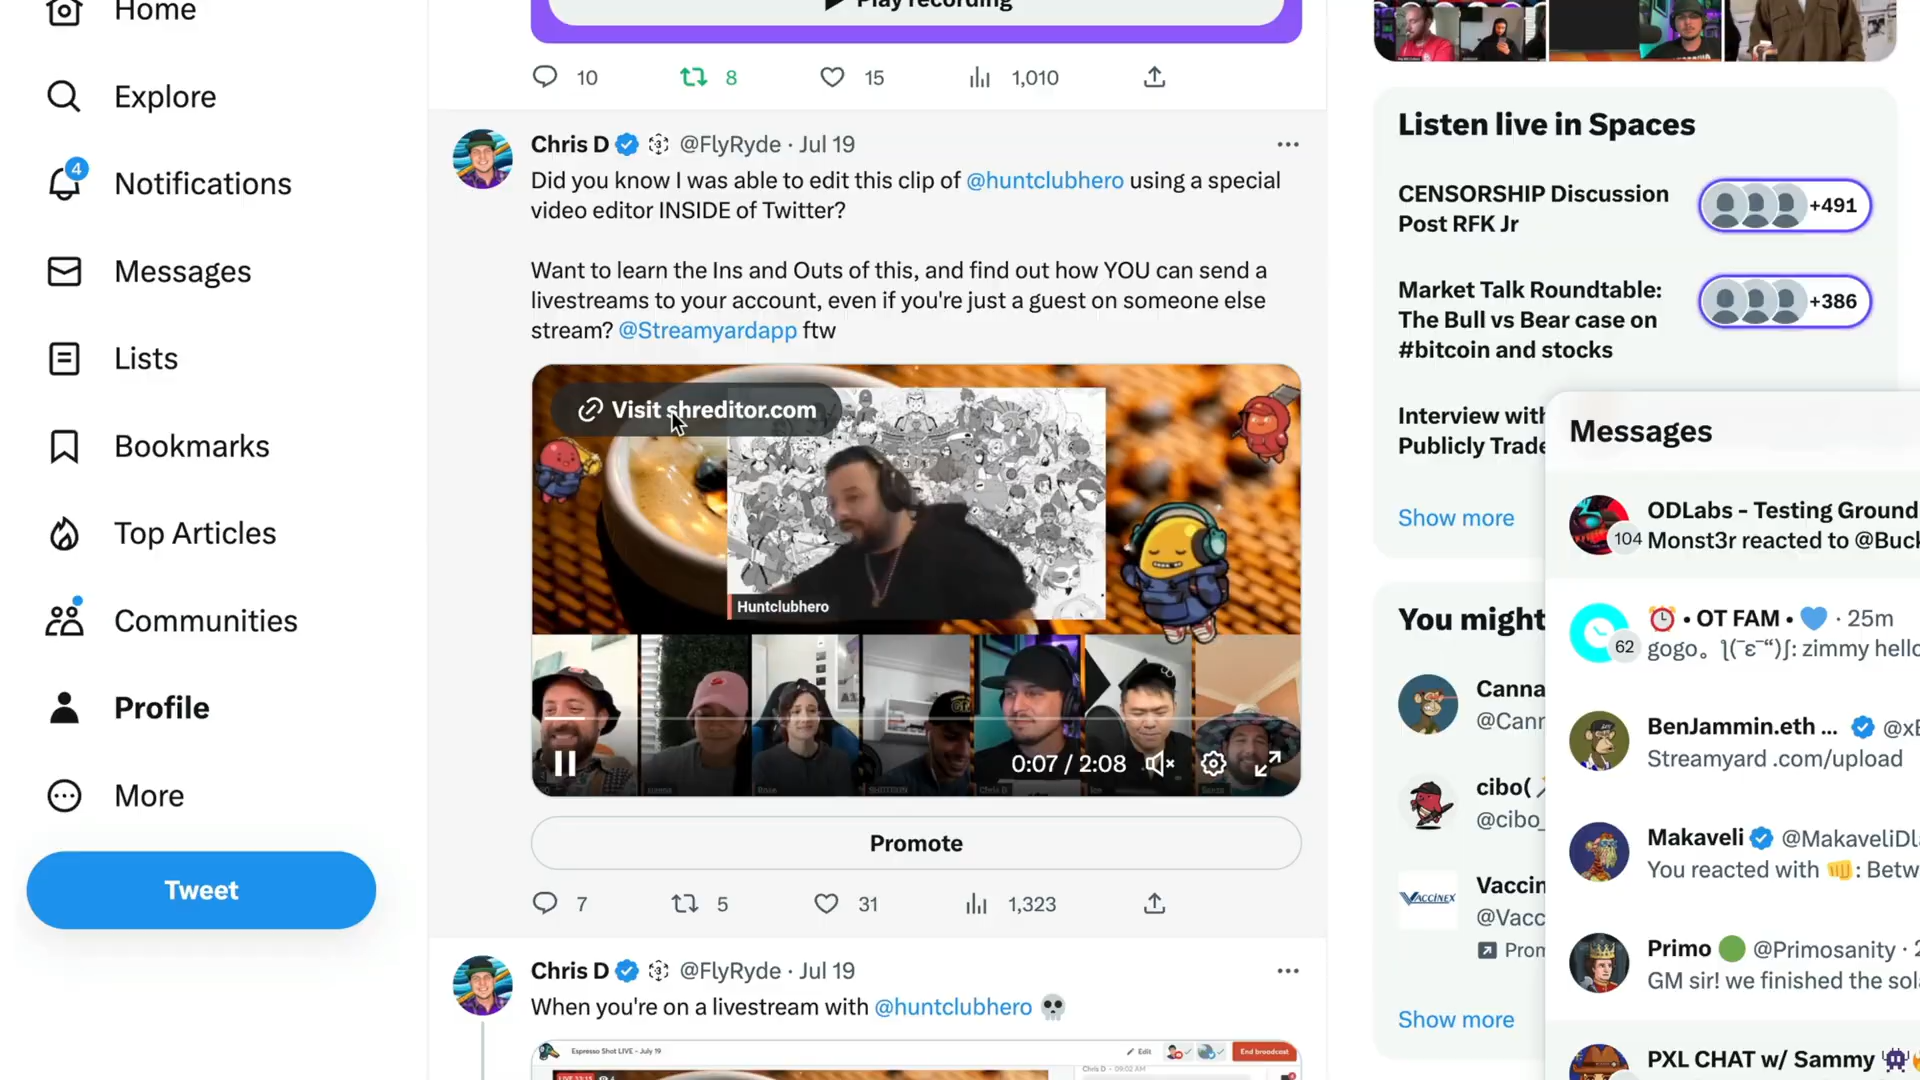 Home
Explore
4
Notifications
Messages
Lists
Bookmarks
Top Articles
Communities
Profile
More
Tweet
Play recording
10
8
15
1,010
Chris D @FlyRyde · Jul 19
Did you know I was able to edit this clip of @huntclubhero using a special
video editor INSIDE of Twitter?
Want to learn the Ins and Outs of this, and find out how YOU can send a
livestreams to your account, even if you're just a guest on someone else
stream? @Streamyardapp ftw
Visit shreditor.com
Huntclubhero
Chris D
0:07 / 2:08
Promote
7
5
31
1,323
Chris D @FlyRyde · Jul 19
When you're on a livestream with @huntclubhero 💀
Espresso Shot LIVE - July 19
Edit
End broadcast
Chris D - 09:02 AM
Listen live in Spaces
CENSORSHIP Discussion
Post RFK Jr
+491
Market Talk Roundtable:
The Bull vs Bear case on
#bitcoin and stocks
+386
Interview with
Publicly Trade
Show more
You might
Canna
@Cann
cibo(
@cibo_
VACCINEX
Vaccin
@Vacc
Prom
Show more
Messages
104
ODLabs - Testing Ground
Monst3r reacted to @Buck
62
⏰ • OT FAM • 💙 · 25m
gogo。 ƪ(‾ε‾“)ʃ: zimmy hello
BenJammin.eth ... @xB
Streamyard .com/upload
Makaveli @MakaveliDL
You reacted with 👊: Betw
Primo 🟢 @Primosanity · 2
GM sir! we finished the sol
PXL CHAT w/ Sammy